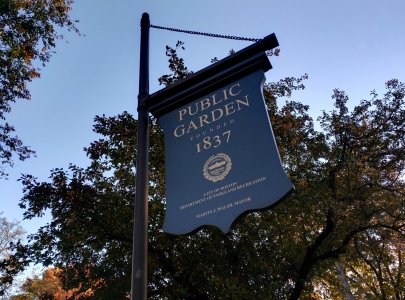 PUBLIC
GARDEN
FOUNDED
1837
CITY OF BOSTON
DEPARTMENT OF PARKS AND RECREATION
MARTIN J. WALSH, MAYOR